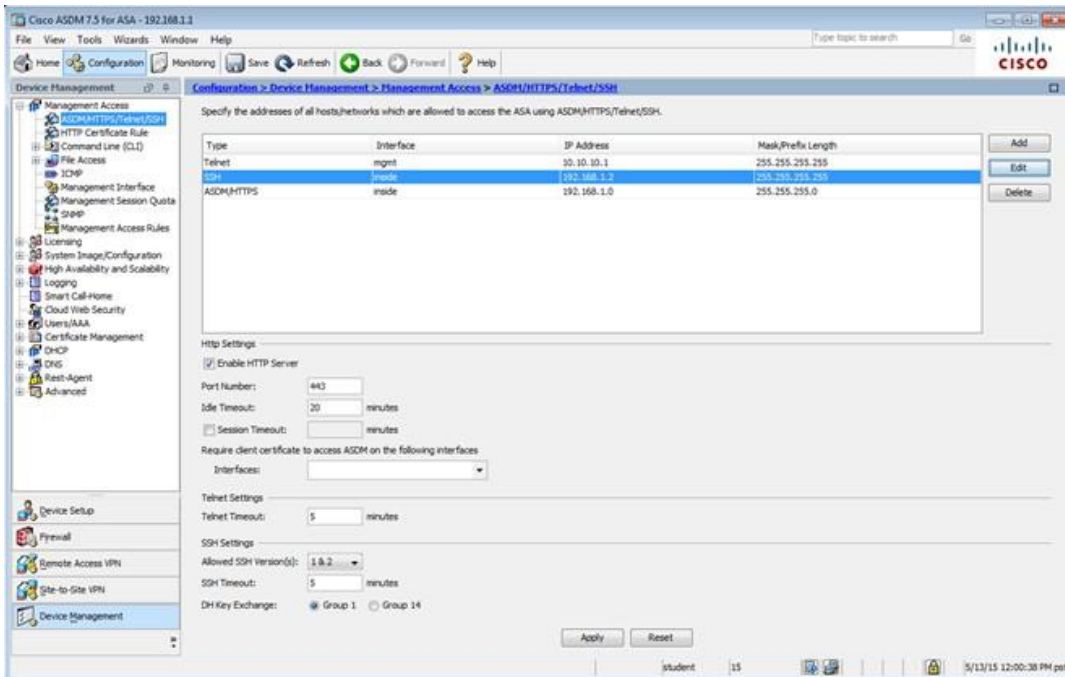 Cisco ASDM 7.5 for ASA - 192.168.1.1
File View Tools Wizards Window Help
Type topic to search Go
Home Configuration Monitoring Save Refresh Back Forward Help
CISCO
Device Management
Configuration > Device Management > Management Access > ASDM/HTTPS/Telnet/SSH
Management Access
ASDM/HTTPS/Telnet/SSH
HTTP Certificate Rule
Command Line (CLI)
File Access
ICMP
Management Interface
Management Session Quota
SNMP
Management Access Rules
Licensing
System Image/Configuration
High Availability and Scalability
Logging
Smart Call-Home
Cloud Web Security
Users/AAA
Certificate Management
DHCP
DNS
Rest-Agent
Advanced
Device Setup
Firewall
Remote Access VPN
Site-to-Site VPN
Device Management
Specify the addresses of all hosts/networks which are allowed to access the ASA using ASDM/HTTPS/Telnet/SSH.
Type Interface IP Address Mask/Prefix Length
Telnet mgmt 10.10.10.1 255.255.255.255
SSH inside 192.168.1.2 255.255.255.255
ASDM/HTTPS inside 192.168.1.0 255.255.255.0
Add
Edit
Delete
Http Settings
Enable HTTP Server
Port Number: 443
Idle Timeout: 20 minutes
Session Timeout: minutes
Require client certificate to access ASDM on the following interfaces
Interfaces:
Telnet Settings
Telnet Timeout: 5 minutes
SSH Settings
Allowed SSH Version(s): 1 & 2
SSH Timeout: 5 minutes
DH Key Exchange: Group 1 Group 14
Apply Reset
student 15 5/13/15 12:00:38 PM pst